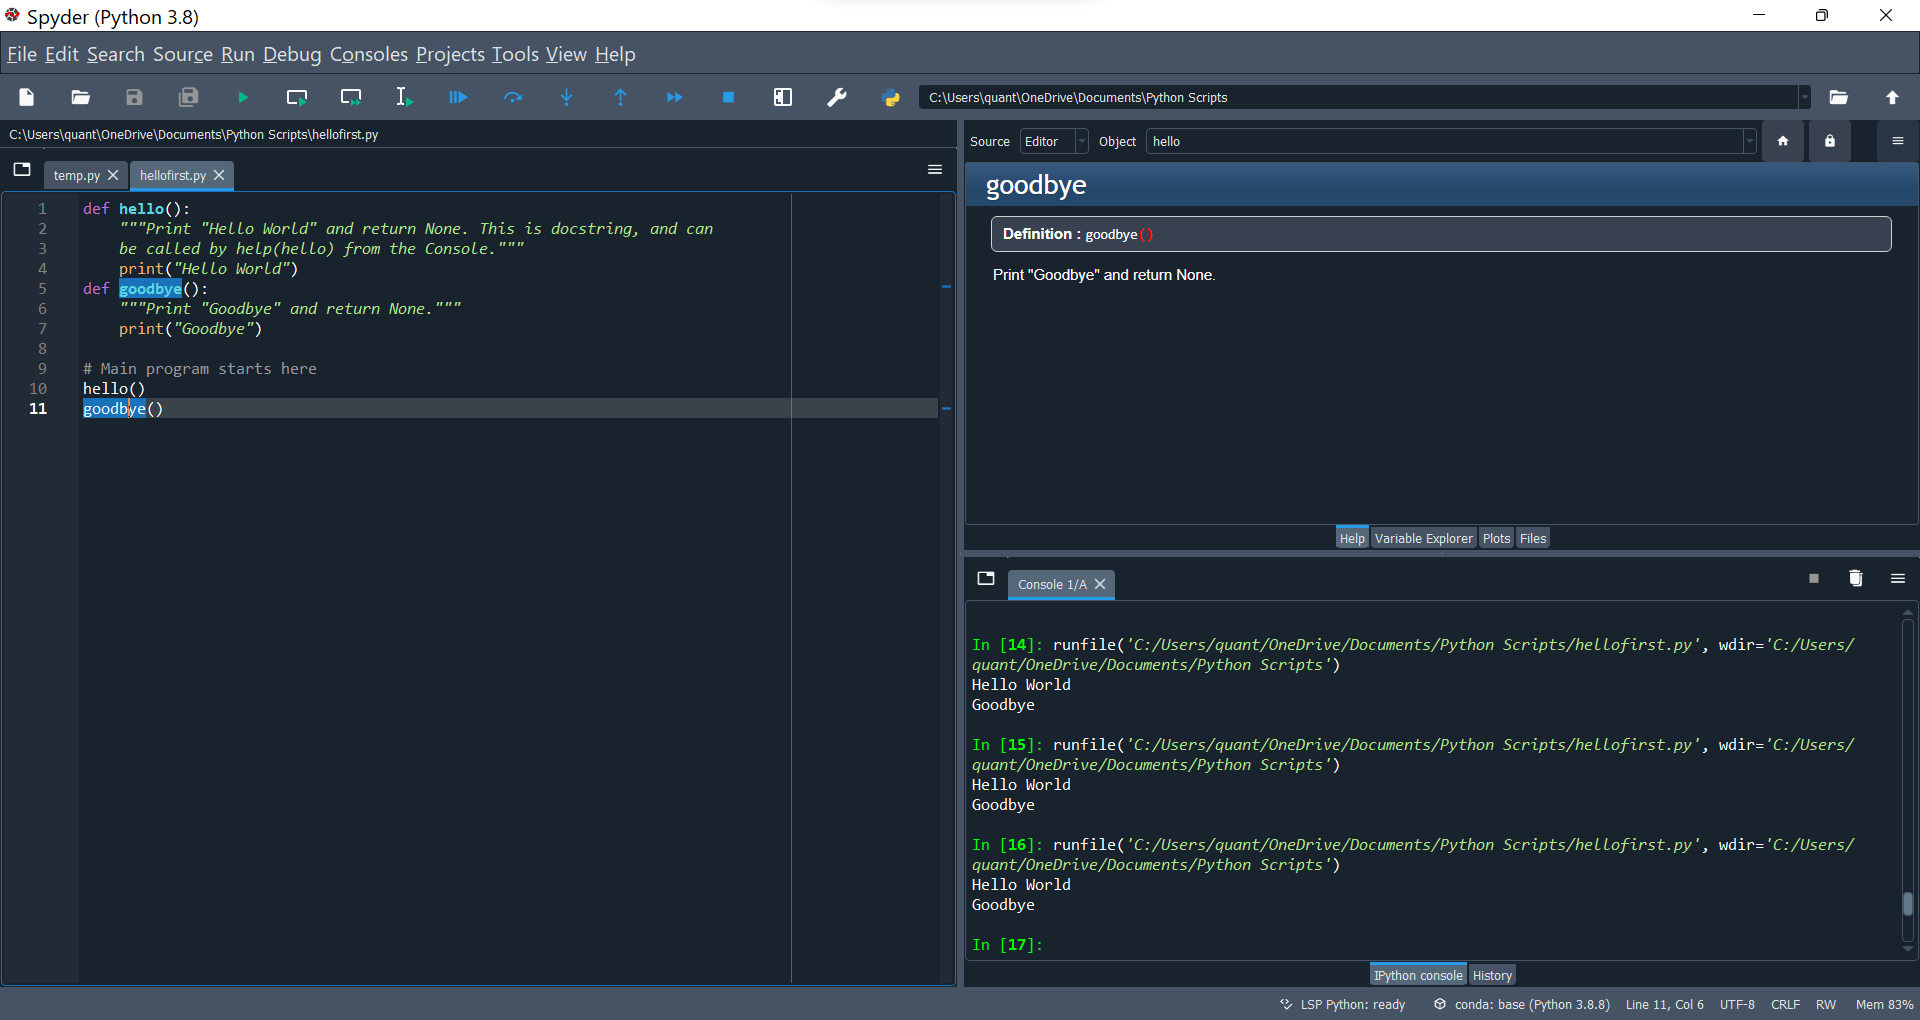 Spyder (Python 3.8)
File Edit Search Source Run Debug Consoles Projects Tools View Help
C:\Users\quant\OneDrive\Documents\Python Scripts
C:\Users\quant\OneDrive\Documents\Python Scripts\hellofirst.py
temp.py
hellofirst.py
1 def hello():
2 """Print "Hello World" and return None. This is docstring, and can
3 be called by help(hello) from the Console."""
4 print("Hello World")
5 def goodbye():
6 """Print "Goodbye" and return None."""
7 print("Goodbye")
8
9 # Main program starts here
10 hello()
11 goodbye()
Source Editor Object hello
goodbye
Definition : goodbye()
Print "Goodbye" and return None.
Help Variable Explorer Plots Files
Console 1/A
In [14]: runfile('C:/Users/quant/OneDrive/Documents/Python Scripts/hellofirst.py', wdir='C:/Users/
quant/OneDrive/Documents/Python Scripts')
Hello World
Goodbye
In [15]: runfile('C:/Users/quant/OneDrive/Documents/Python Scripts/hellofirst.py', wdir='C:/Users/
quant/OneDrive/Documents/Python Scripts')
Hello World
Goodbye
In [16]: runfile('C:/Users/quant/OneDrive/Documents/Python Scripts/hellofirst.py', wdir='C:/Users/
quant/OneDrive/Documents/Python Scripts')
Hello World
Goodbye
In [17]:
IPython console History
LSP Python: ready conda: base (Python 3.8.8) Line 11, Col 6 UTF-8 CRLF RW Mem 83%